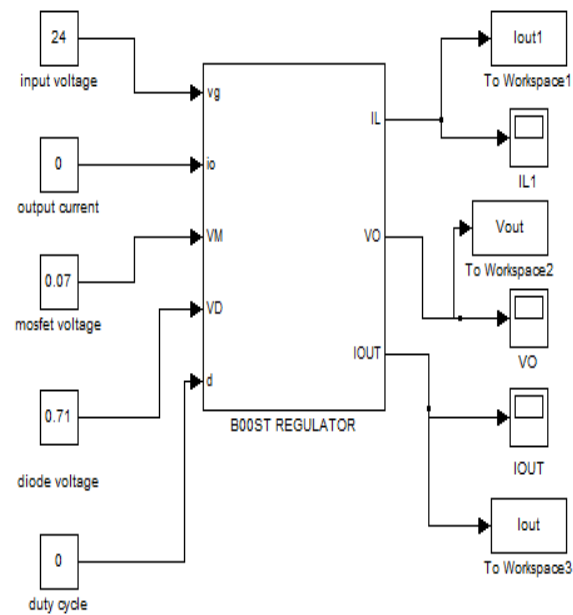 24
input voltage
0
output current
0.07
mosfet voltage
0.71
diode voltage
0
duty cycle
vg
io
VM
VD
d
IL
VO
IOUT
B00ST REGULATOR
Iout1
To Workspace1
IL1
Vout
To Workspace2
VO
IOUT
Iout
To Workspace3